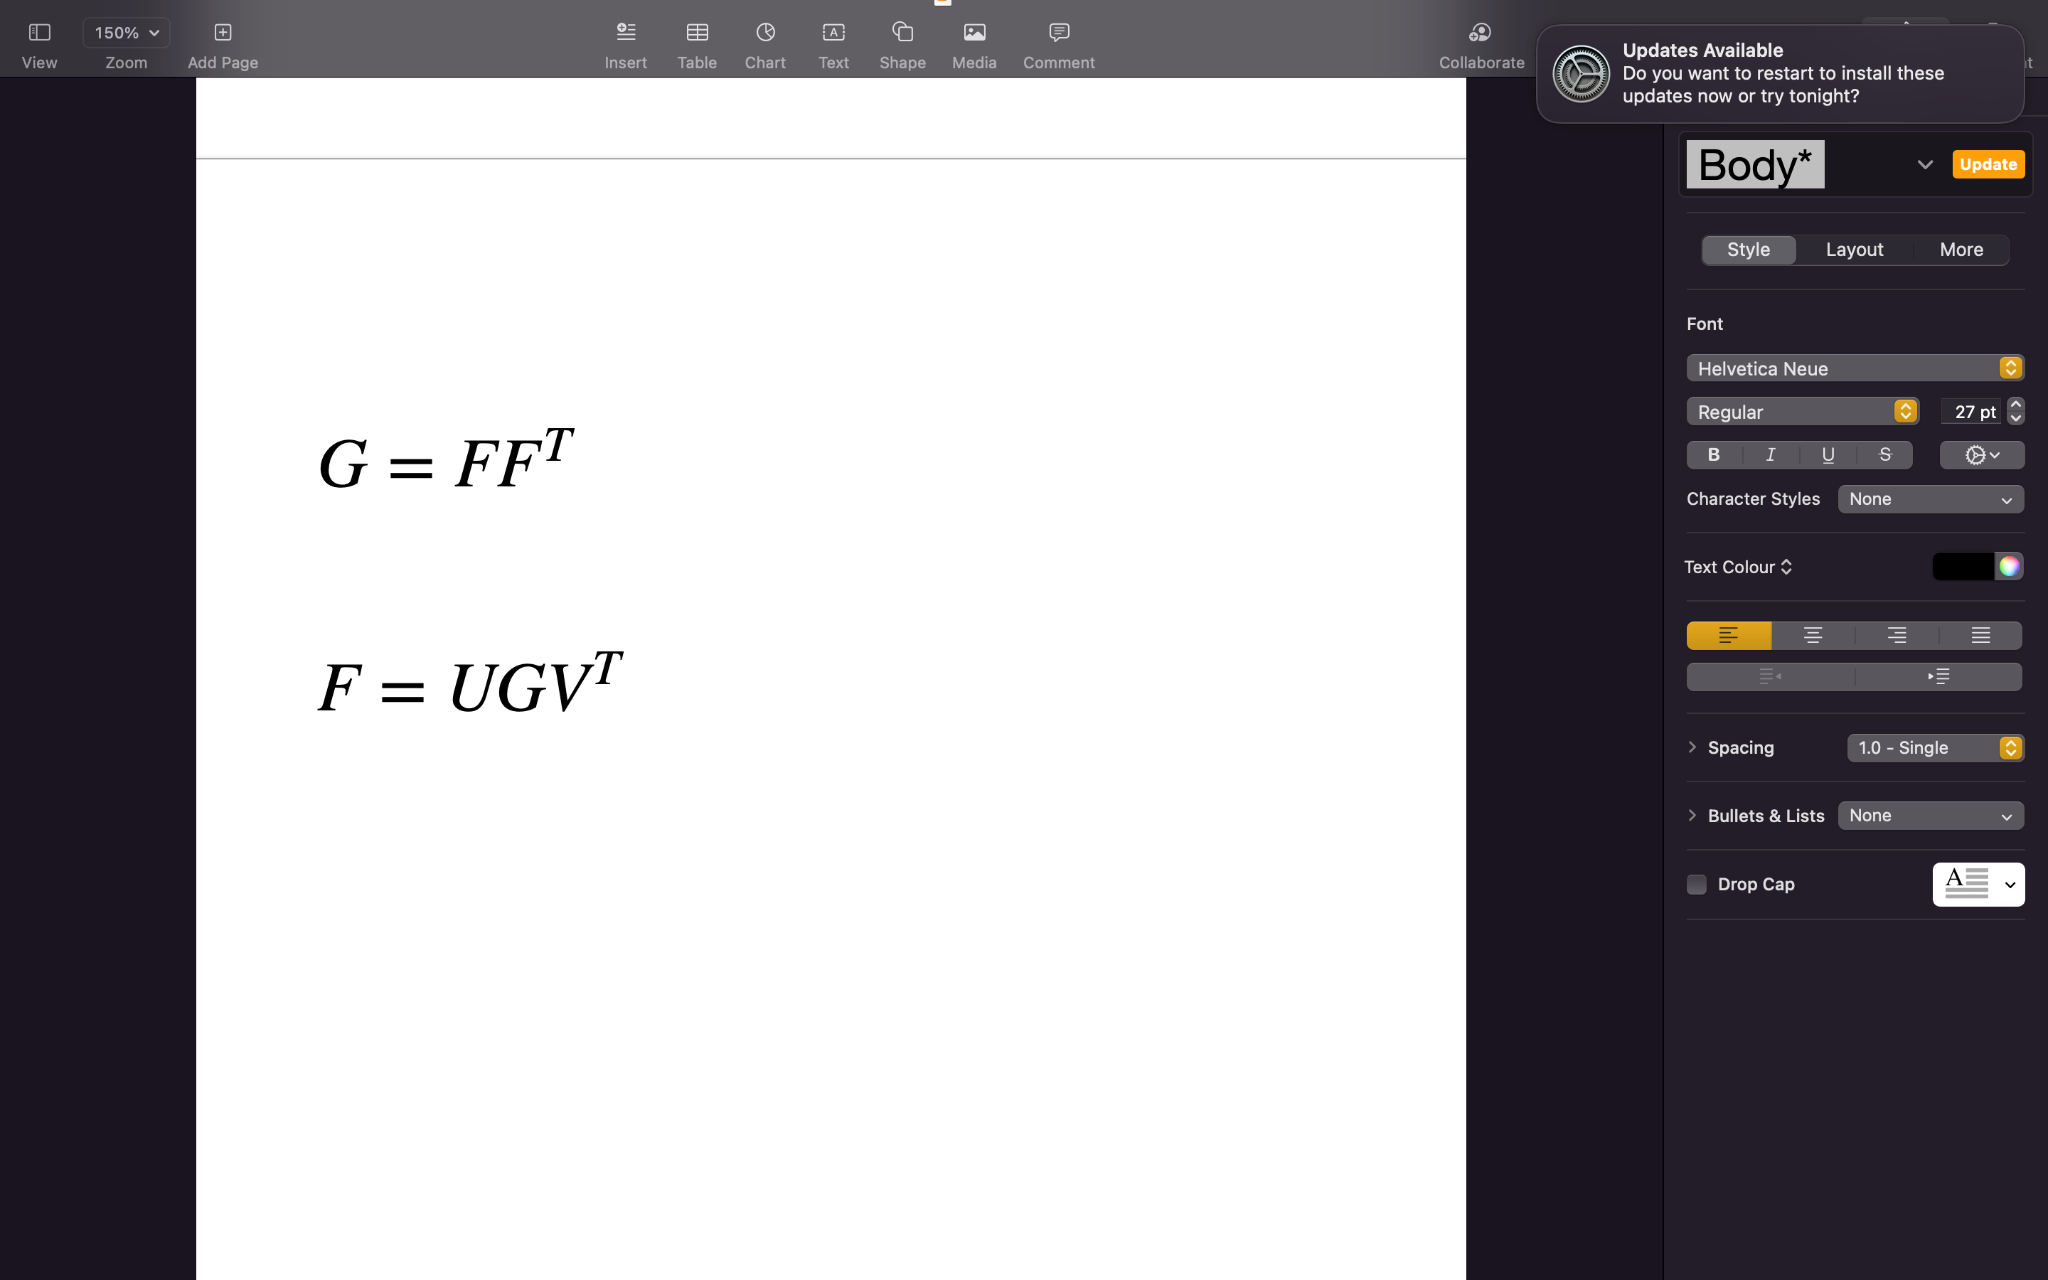 150%
View
Zoom
Add Page
Insert
Table
Chart
Text
Shape
Media
Comment
Collaborate
Updates Available
Do you want to restart to install these
updates now or try tonight?
Body*
Update
Style
Layout
More
Font
Helvetica Neue
Regular
27 pt
B
I
U
S
Character Styles
None
Text Colour
Spacing
1.0 - Single
Bullets & Lists
None
Drop Cap
A
G = FF^T
F = UGV^T